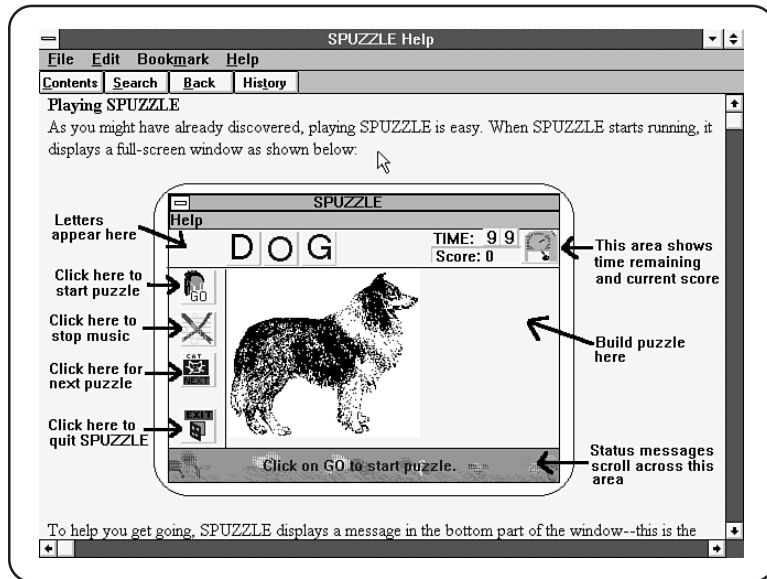 SPUZZLE Help
File Edit Bookmark Help
Contents Search Back History
Playing SPUZZLE
As you might have already discovered, playing SPUZZLE is easy. When SPUZZLE starts running, it
displays a full-screen window as shown below:
SPUZZLE
Help
Letters
appear here
D O G
TIME: 9 9
Score: 0
This area shows
time remaining
and current score
Click here to
start puzzle
GO
Click here to
stop music
Build puzzle
here
Click here for
next puzzle
CAT
NEXT
Click here to
quit SPUZZLE
EXIT
Click on GO to start puzzle.
Status messages
scroll across this
area
To help you get going, SPUZZLE displays a message in the bottom part of the window--this is the